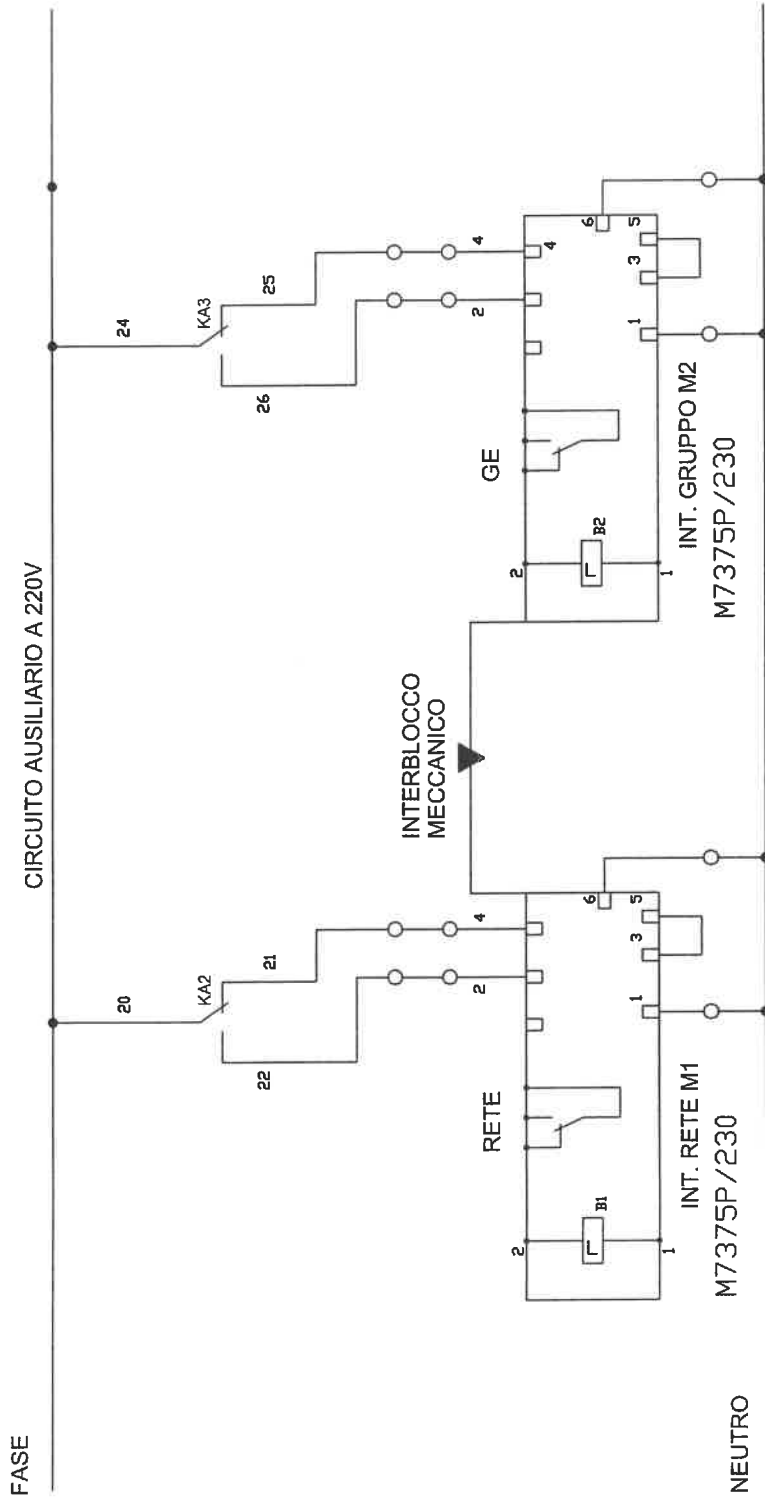 FASE
CIRCUITO AUSILIARIO A 220V
20
24
KA2
KA3
22
21
26
25
INTERBLOCCO
MECCANICO
2
4
2
4
RETE
GE
4
2
B1
1
6
1
3
5
2
B2
1
6
1
3
5
INT. RETE M1
M7375P/230
INT. GRUPPO M2
M7375P/230
NEUTRO